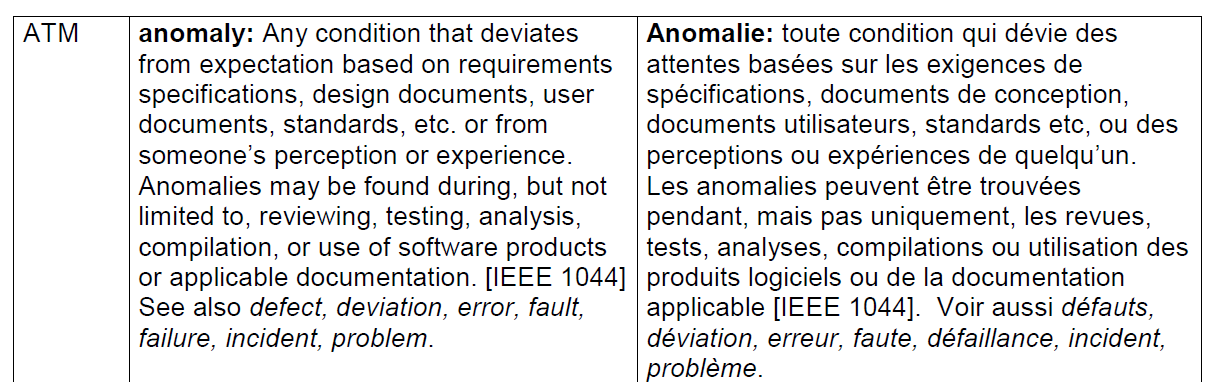 ATM
anomaly: Any condition that deviates
from expectation based on requirements
specifications, design documents, user
documents, standards, etc. or from
someone’s perception or experience.
Anomalies may be found during, but not
limited to, reviewing, testing, analysis,
compilation, or use of software products
or applicable documentation. [IEEE 1044]
See also defect, deviation, error, fault,
failure, incident, problem.
Anomalie: toute condition qui dévie des
attentes basées sur les exigences de
spécifications, documents de conception,
documents utilisateurs, standards etc, ou des
perceptions ou expériences de quelqu’un.
Les anomalies peuvent être trouvées
pendant, mais pas uniquement, les revues,
tests, analyses, compilations ou utilisation des
produits logiciels ou de la documentation
applicable [IEEE 1044].  Voir aussi défauts,
déviation, erreur, faute, défaillance, incident,
problème.